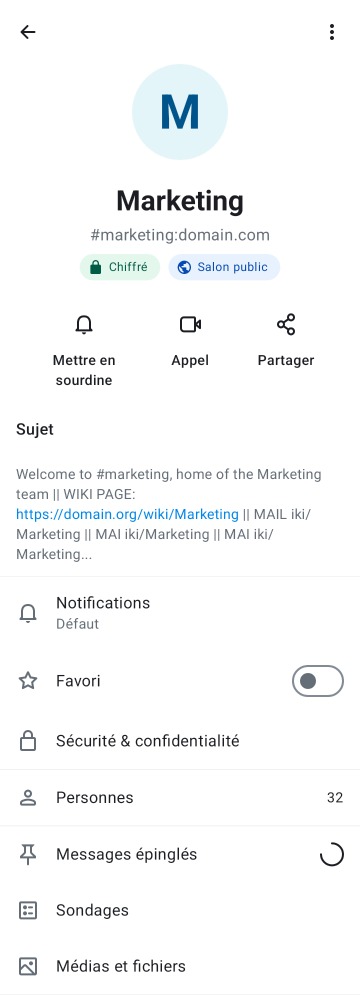 M
Marketing
#marketing:domain.com
Chiffré
Salon public
Mettre en
sourdine
Appel
Partager
Sujet
Welcome to #marketing, home of the Marketing
team || WIKI PAGE:
https://domain.org/wiki/Marketing || MAIL iki/
Marketing || MAI iki/Marketing || MAI iki/
Marketing...
Notifications
Défaut
Favori
Sécurité & confidentialité
Personnes
32
Messages épinglés
Sondages
Médias et fichiers